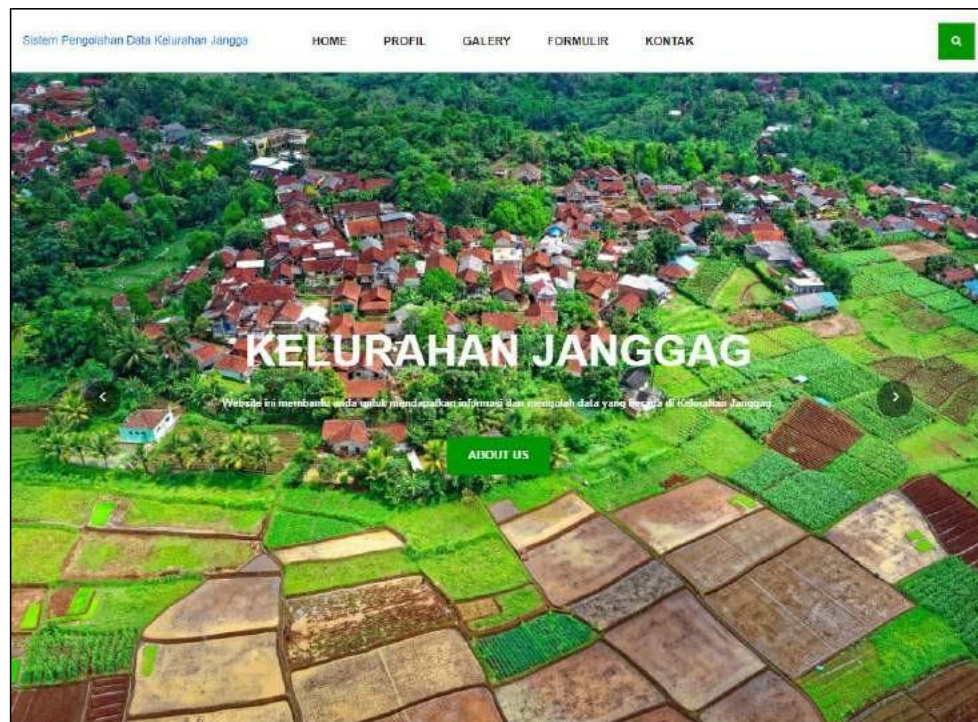 Sistem Pengolahan Data Kelurahan Jangga
HOME PROFIL GALERY FORMULIR KONTAK
KELURAHAN JANGGAG
Website ini membantu anda untuk mendapatkan informasi dan mengolah data yang berada di Kelurahan Janggag.
ABOUT US